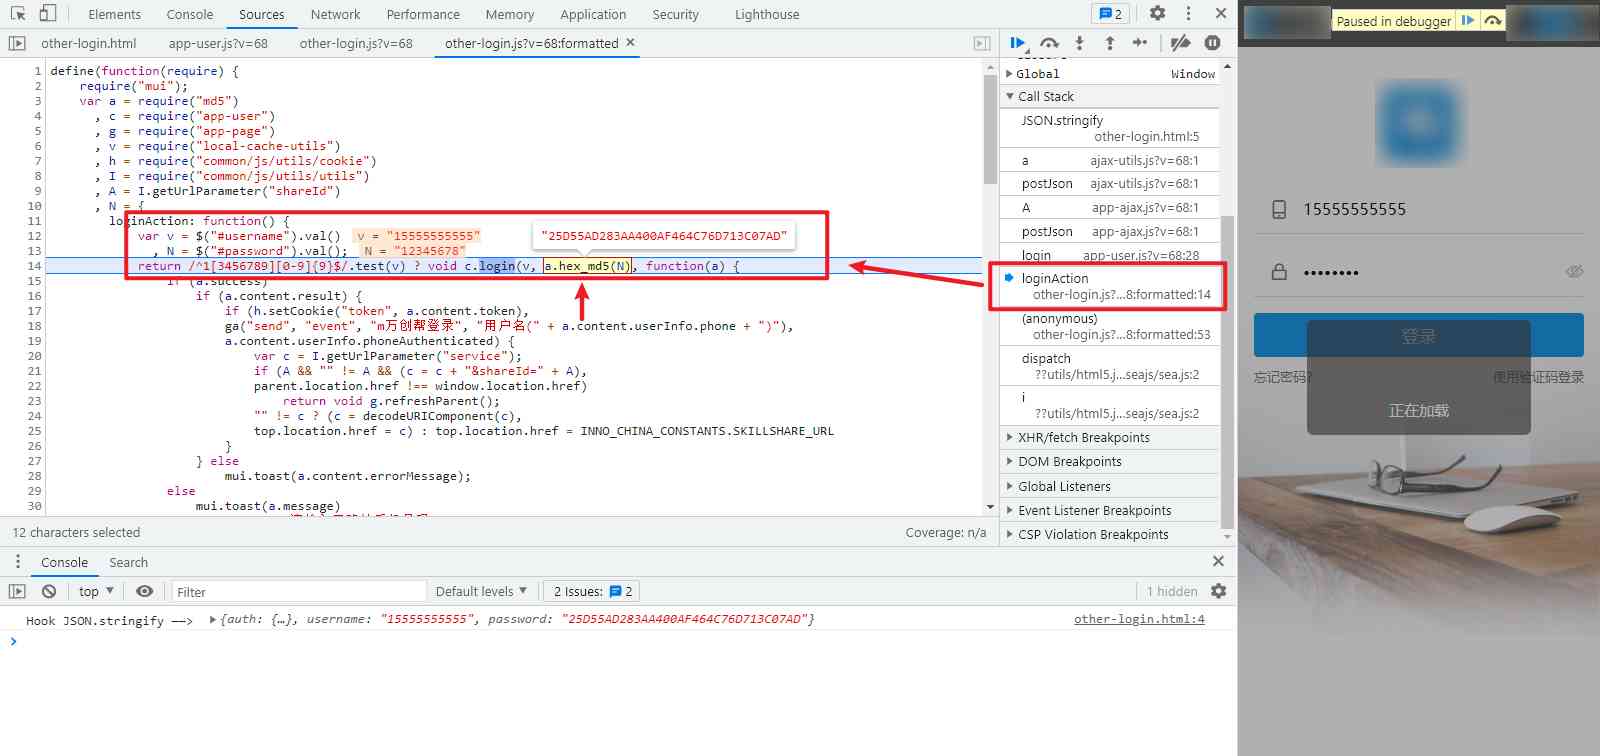 Elements Console Sources Network Performance Memory Application Security Lighthouse 2
Paused in debugger
other-login.html app-user.js?v=68 other-login.js?v=68 other-login.js?v=68:formatted ×
1 define(function(require) {
2 require("mui");
3 var a = require("md5")
4 , c = require("app-user")
5 , g = require("app-page")
6 , v = require("local-cache-utils")
7 , h = require("common/js/utils/cookie")
8 , I = require("common/js/utils/utils")
9 , A = I.getUrlParameter("shareId")
10 , N = {
11 loginAction: function() {
12 var v = $("#username").val() v = "15555555555"
"25D55AD283AA400AF464C76D713C07AD"
13 , N = $("#password").val(); N = "12345678"
14 return /^1[3456789][0-9]{9}$/.test(v) ? void c.login(v, a.hex_md5(N), function(a) {
15 if (a.success)
16 if (a.content.result) {
17 if (h.setCookie("token", a.content.token),
18 ga("send", "event", "m万创帮登录", "用户名(" + a.content.userInfo.phone + ")"),
19 a.content.userInfo.phoneAuthenticated) {
20 var c = I.getUrlParameter("service");
21 if (A && "" != A && (c = c + "&shareId=" + A),
22 parent.location.href !== window.location.href)
23 return void g.refreshParent();
24 "" != c ? (c = decodeURIComponent(c),
25 top.location.href = c) : top.location.href = INNO_CHINA_CONSTANTS.SKILLSHARE_URL
26 }
27 } else
28 mui.toast(a.content.errorMessage);
29 else
30 mui.toast(a.message)
12 characters selected Coverage: n/a
Global Window
Call Stack
JSON.stringify
other-login.html:5
a ajax-utils.js?v=68:1
postJson ajax-utils.js?v=68:1
A app-ajax.js?v=68:1
postJson app-ajax.js?v=68:1
login app-user.js?v=68:28
loginAction
other-login.js?...8:formatted:14
(anonymous)
other-login.js?...8:formatted:53
dispatch
??utils/html5.j...seajs/sea.js:2
i
??utils/html5.j...seajs/sea.js:2
XHR/fetch Breakpoints
DOM Breakpoints
Global Listeners
Event Listener Breakpoints
CSP Violation Breakpoints
Console Search
top Filter Default levels 2 Issues: 2 1 hidden
Hook JSON.stringify ——> {auth: {…}, username: "15555555555", password: "25D55AD283AA400AF464C76D713C07AD"} other-login.html:4
15555555555
••••••••
登录
忘记密码? 使用验证码登录
正在加载